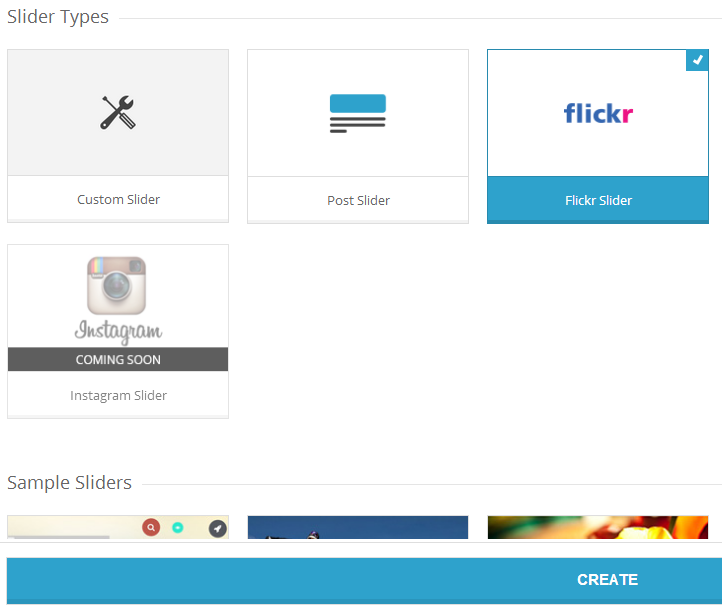 Slider Types
flickr
Custom Slider
Post Slider
Flickr Slider
Instagram
COMING SOON
Instagram Slider
Sample Sliders
CREATE